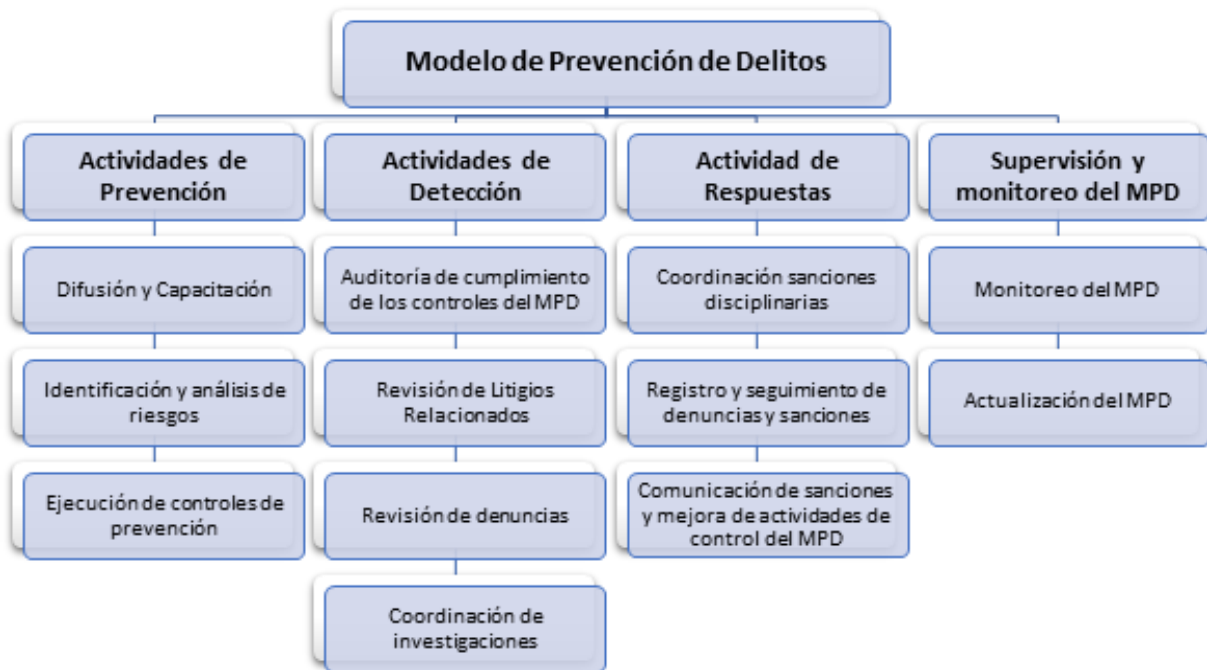 Modelo de Prevención de Delitos
Actividades de
Prevención
Difusión y Capacitación
Identificación y análisis de
riesgos
Ejecución de controles de
prevención
Actividades de
Detección
Auditoría de cumplimiento
de los controles del MPD
Revisión de Litigios
Relacionados
Revisión de denuncias
Coordinación de
investigaciones
Actividad de
Respuestas
Coordinación sanciones
disciplinarias
Registro y seguimiento de
denuncias y sanciones
Comunicación de sanciones
y mejora de actividades de
control del MPD
Supervisión y
monitoreo del MPD
Monitoreo del MPD
Actualización del MPD